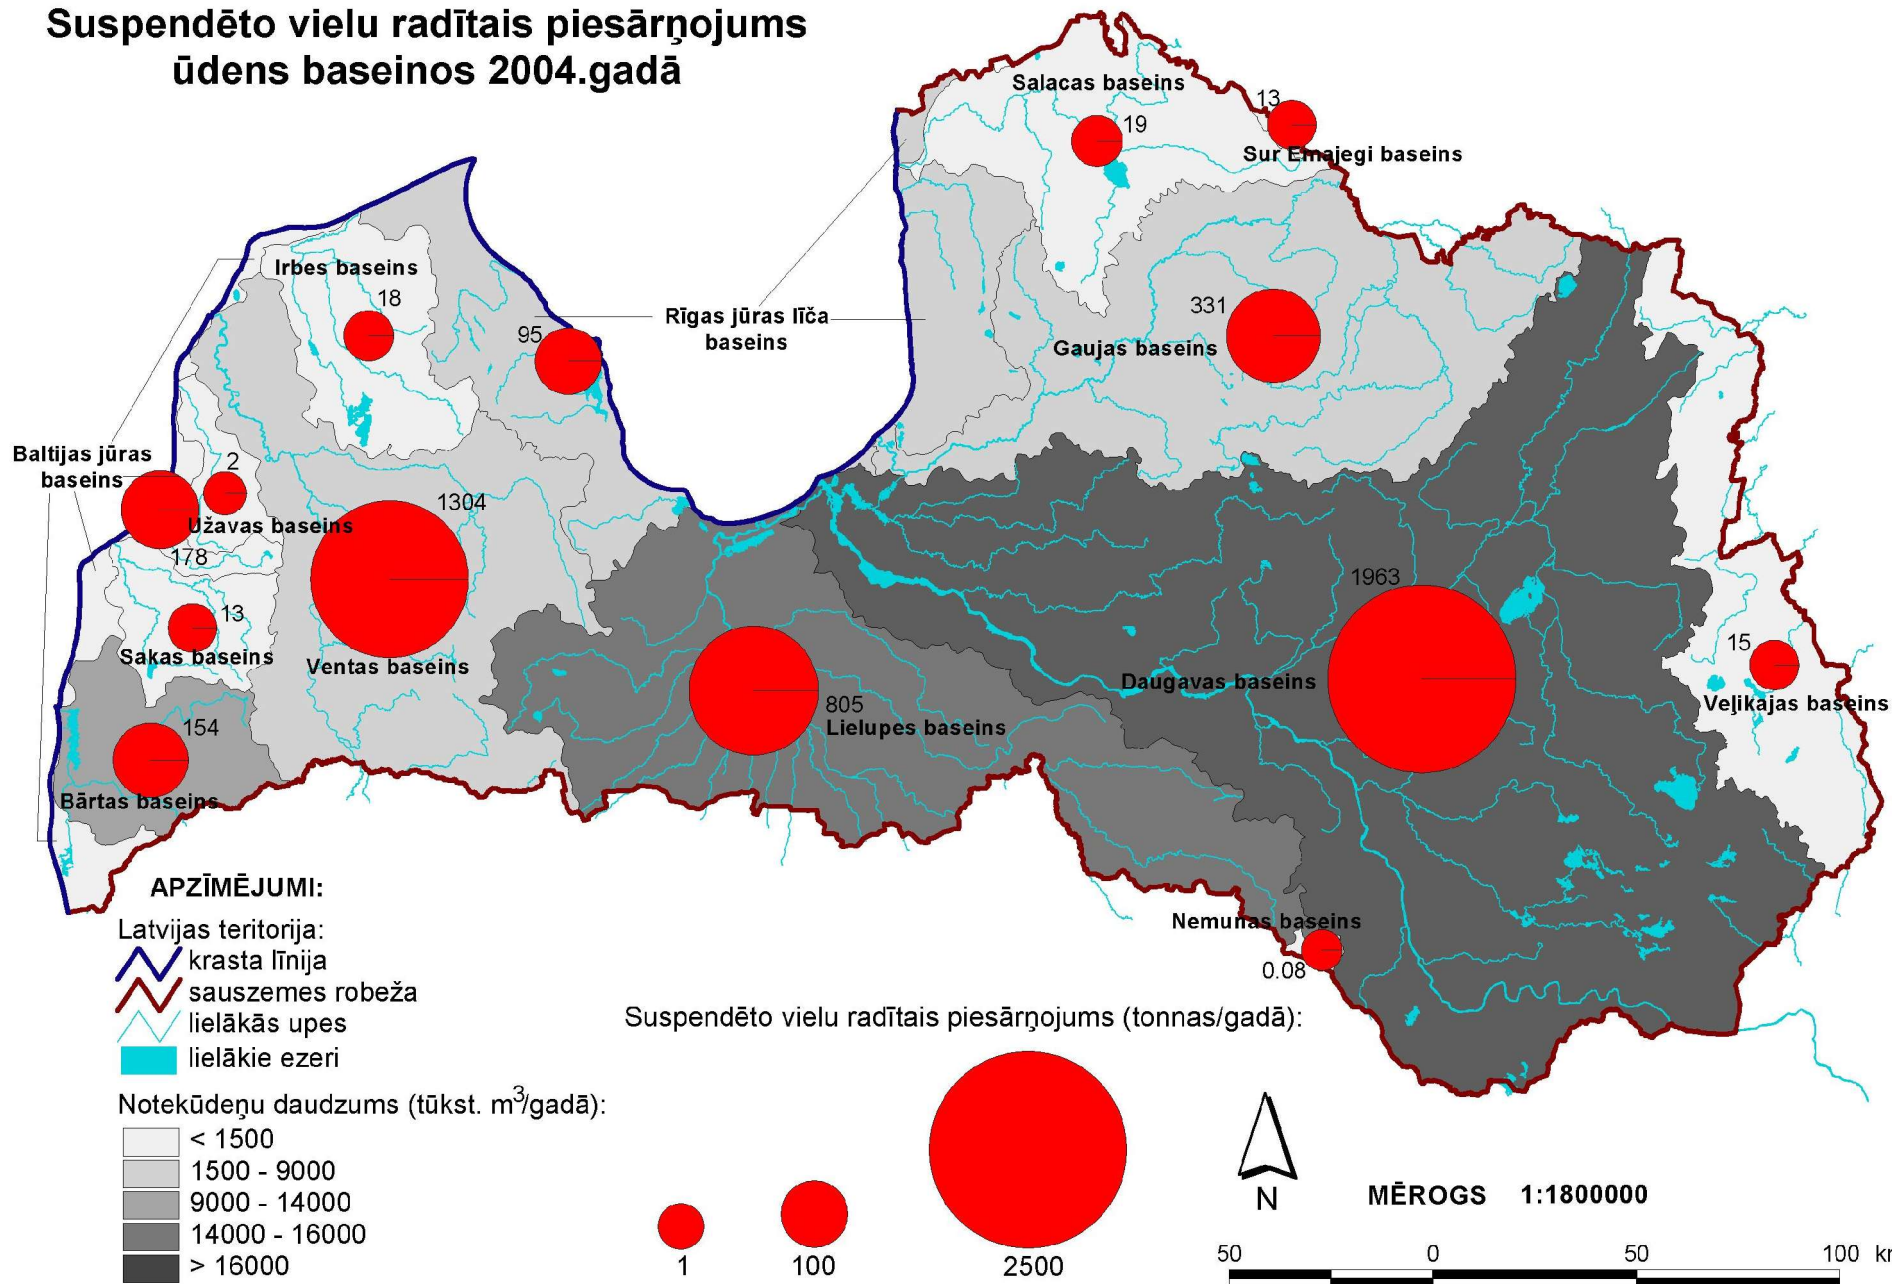 Suspendēto vielu radītais piesārņojums
ūdens baseinos 2004.gadā
Salacas baseins
19
13
Sur Emajegi baseins
Irbes baseins
18
95
Rīgas jūras līča
baseins
331
Gaujas baseins
Baltijas jūras
baseins
2
Užavas baseins
178
1304
Ventas baseins
13
Sakas baseins
154
Bārtas baseins
805
Lielupes baseins
1963
Daugavas baseins
15
Veļikajas baseins
Nemunas baseins
0.08
APZĪMĒJUMI:
Latvijas teritorija:
krasta līnija
sauszemes robeža
lielākās upes
lielākie ezeri
Notekūdeņu daudzums (tūkst. m³/gadā):
< 1500
1500 - 9000
9000 - 14000
14000 - 16000
> 16000
Suspendēto vielu radītais piesārņojums (tonnas/gadā):
1 100 2500
N
MĒROGS 1:1800000
50 0 50 100